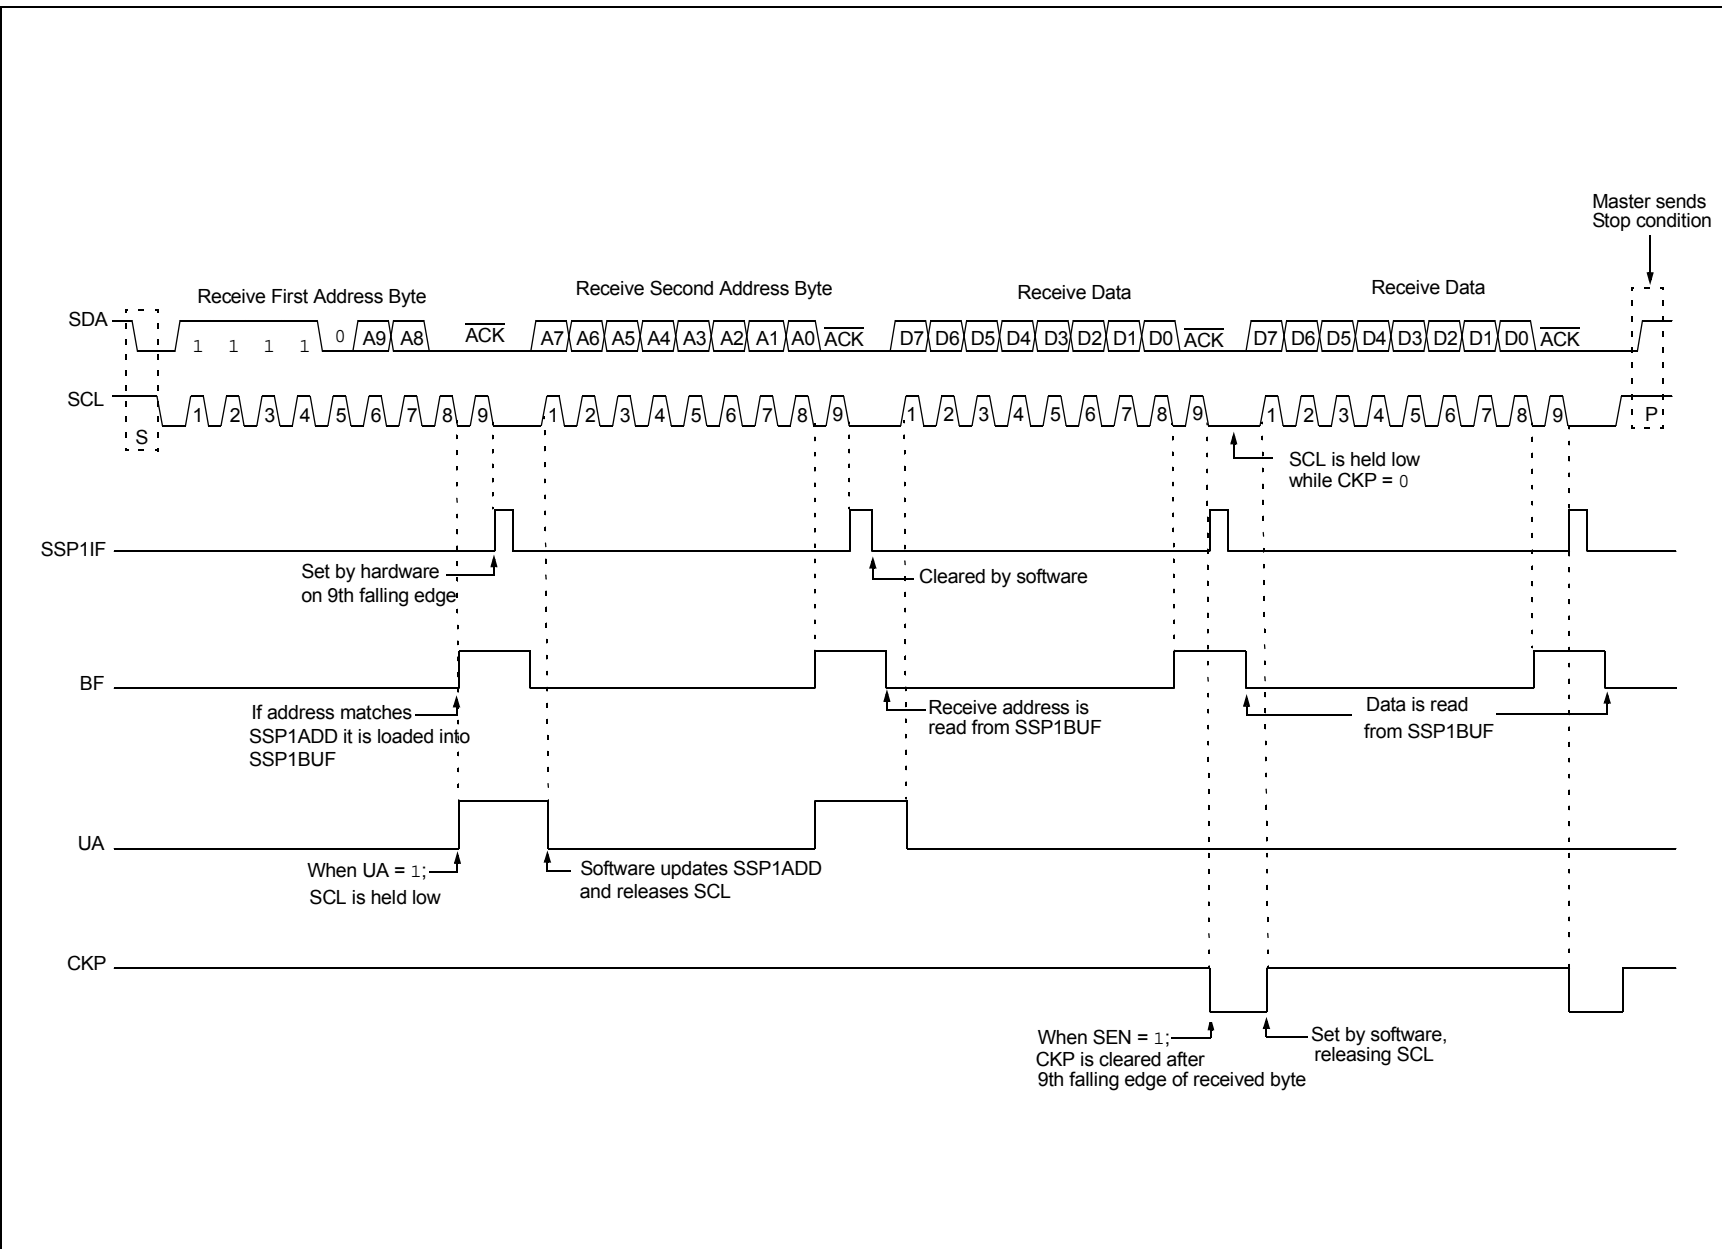 Master sends
Stop condition
Receive First Address Byte
Receive Second Address Byte
Receive Data
Receive Data
SDA
1 1 1 1 0 A9 A8 ACK A7 A6 A5 A4 A3 A2 A1 A0 ACK D7 D6 D5 D4 D3 D2 D1 D0 ACK D7 D6 D5 D4 D3 D2 D1 D0 ACK
SCL
S 1 2 3 4 5 6 7 8 9 1 2 3 4 5 6 7 8 9 1 2 3 4 5 6 7 8 9 1 2 3 4 5 6 7 8 9 P
SCL is held low
while CKP = 0
SSP1IF
Set by hardware
on 9th falling edge
Cleared by software
BF
If address matches
SSP1ADD it is loaded into
SSP1BUF
Receive address is
read from SSP1BUF
Data is read
from SSP1BUF
UA
When UA = 1;
SCL is held low
Software updates SSP1ADD
and releases SCL
CKP
When SEN = 1;
CKP is cleared after
9th falling edge of received byte
Set by software,
releasing SCL